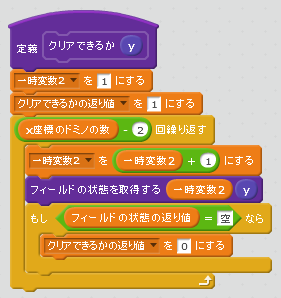 定義 クリアできるか y
一時変数2 を 1 にする
クリアできるかの返り値 を 1 にする
x座標のドミノの数 - 2 回繰り返す
一時変数2 を 一時変数2 + 1 にする
フィールドの状態を取得する 一時変数2 y
もし フィールドの状態の返り値 = 空 なら
クリアできるかの返り値 を 0 にする